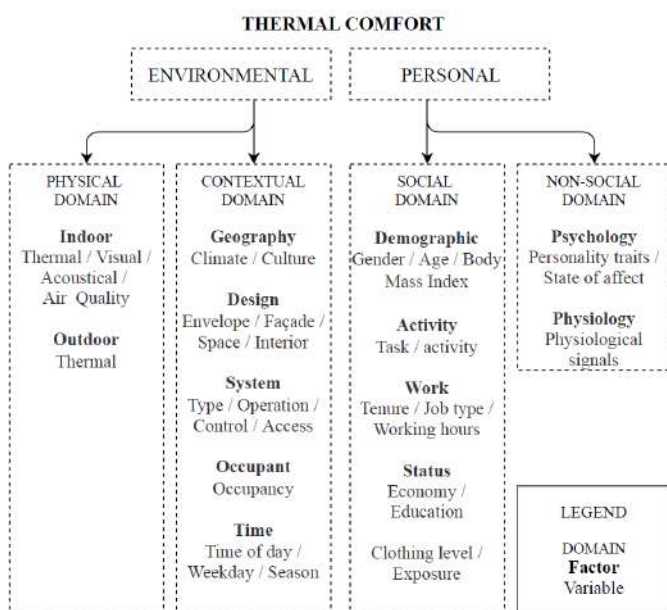 THERMAL COMFORT
ENVIRONMENTAL
PERSONAL
PHYSICAL
DOMAIN
Indoor
Thermal / Visual /
Acoustical /
Air Quality
Outdoor
Thermal
CONTEXTUAL
DOMAIN
Geography
Climate / Culture
Design
Envelope / Façade /
Space / Interior
System
Type / Operation /
Control / Access
Occupant
Occupancy
Time
Time of day /
Weekday / Season
SOCIAL
DOMAIN
Demographic
Gender / Age / Body
Mass Index
Activity
Task / activity
Work
Tenure / Job type /
Working hours
Status
Economy /
Education
Clothing level /
Exposure
NON-SOCIAL
DOMAIN
Psychology
Personality traits /
State of affect
Physiology
Physiological
signals
LEGEND
DOMAIN
Factor
Variable